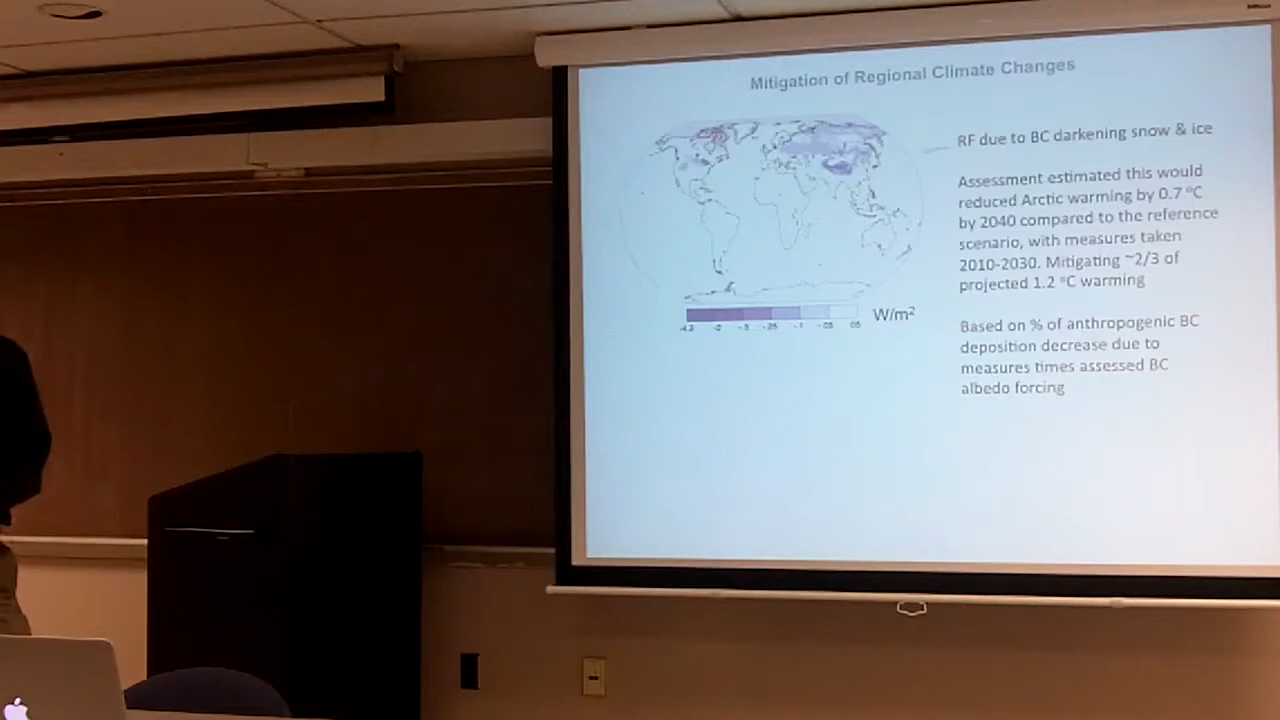 Mitigation of Regional Climate Changes
RF due to BC darkening snow & ice
Assessment estimated this would
reduced Arctic warming by 0.7 ºC
by 2040 compared to the reference
scenario, with measures taken
2010-2030. Mitigating ~2/3 of
projected 1.2 ºC warming
W/m²
Based on % of anthropogenic BC
deposition decrease due to
measures times assessed BC
albedo forcing